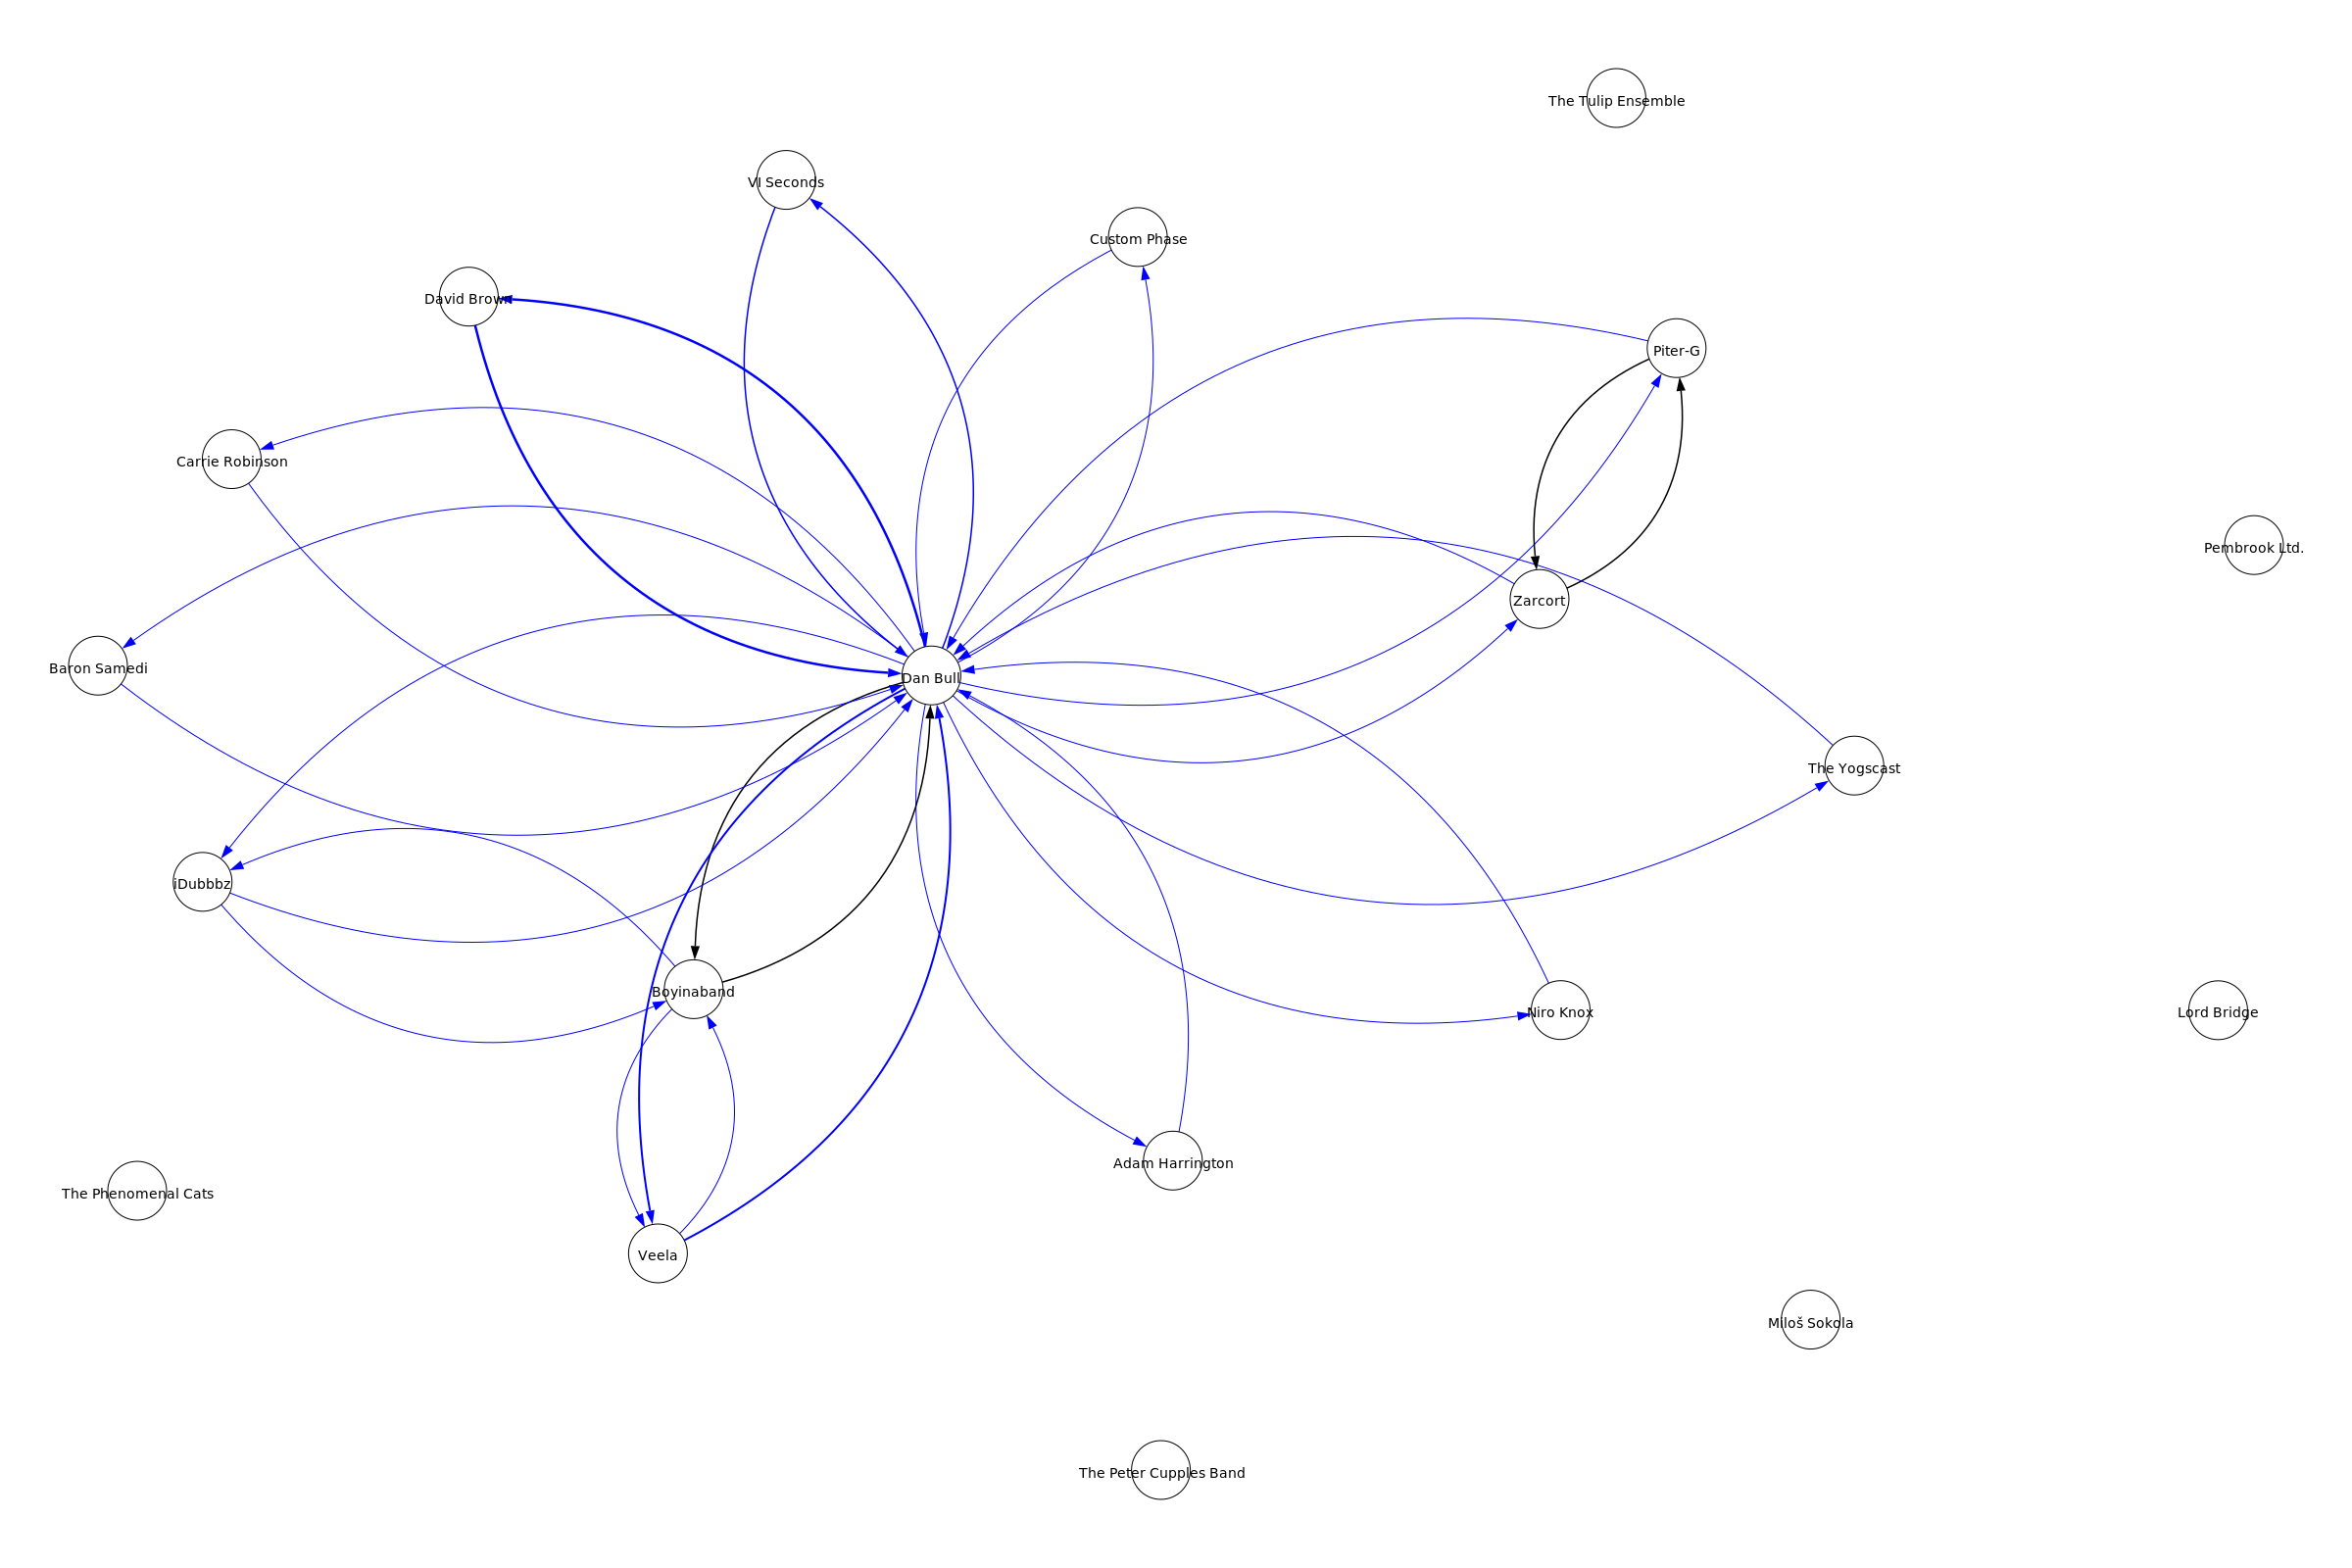 The Tulip Ensemble
VI Seconds
Custom Phase
David Brown
Piter-G
Carrie Robinson
Pembrook Ltd.
Zarcort
Baron Samedi
Dan Bull
The Yogscast
iDubbbz
Boyinaband
Niro Knox
Lord Bridge
Adam Harrington
The Phenomenal Cats
Veela
Miloš Sokola
The Peter Cupples Band